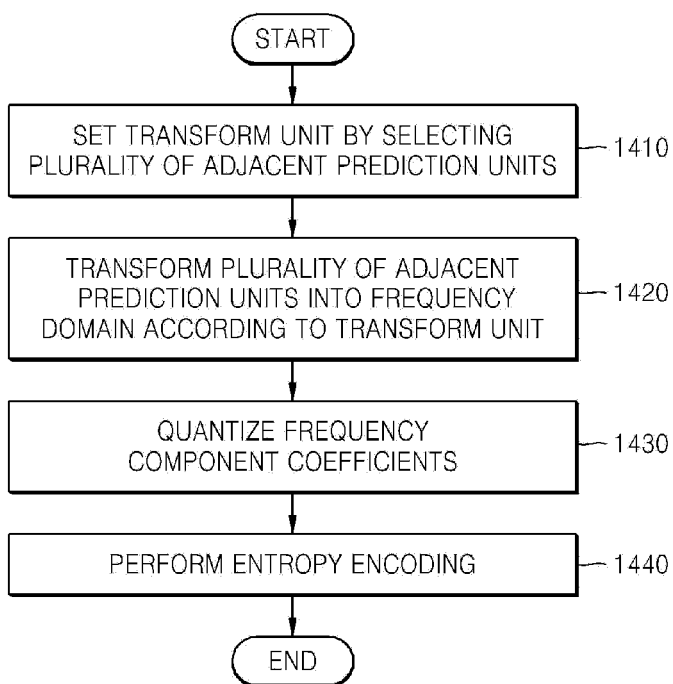 START
SET TRANSFORM UNIT BY SELECTING
PLURALITY OF ADJACENT PREDICTION UNITS
1410
TRANSFORM PLURALITY OF ADJACENT
PREDICTION UNITS INTO FREQUENCY
DOMAIN ACCORDING TO TRANSFORM UNIT
1420
QUANTIZE FREQUENCY
COMPONENT COEFFICIENTS
1430
PERFORM ENTROPY ENCODING
1440
END